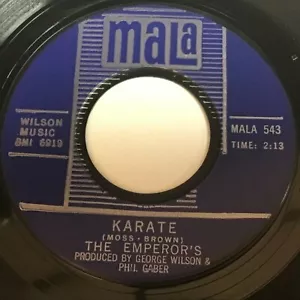 mala
WILSON
MUSIC
BMI 6919
MALA 543
TIME: 2:13
KARATE
(MOSS - BROWN)
THE EMPEROR'S
PRODUCED BY GEORGE WILSON &
PHIL GABER